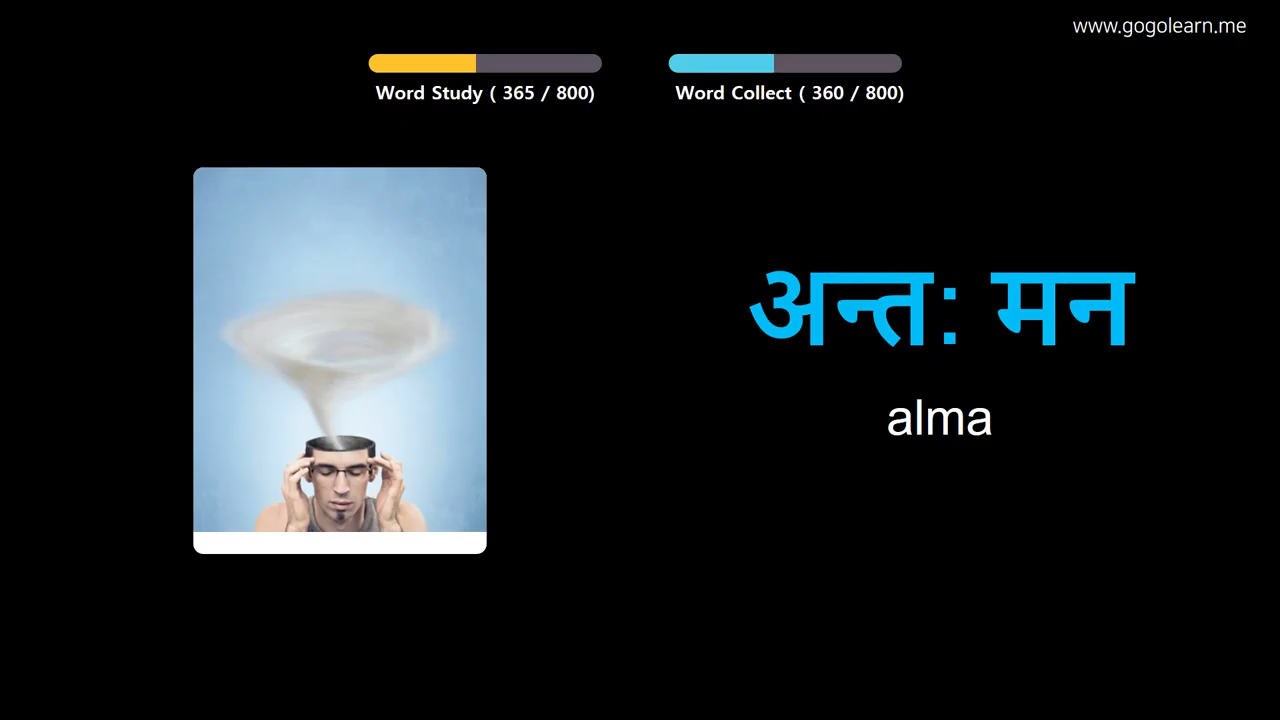 www.gogolearn.me
Word Study ( 365 / 800)
Word Collect ( 360 / 800)
अन्त: मन
alma